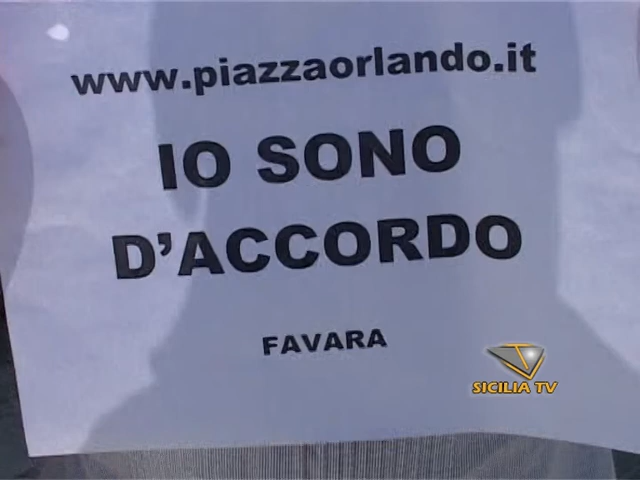 www.piazzaorlando.it
IO SONO
D'ACCORDO
FAVARA
SICILIA TV